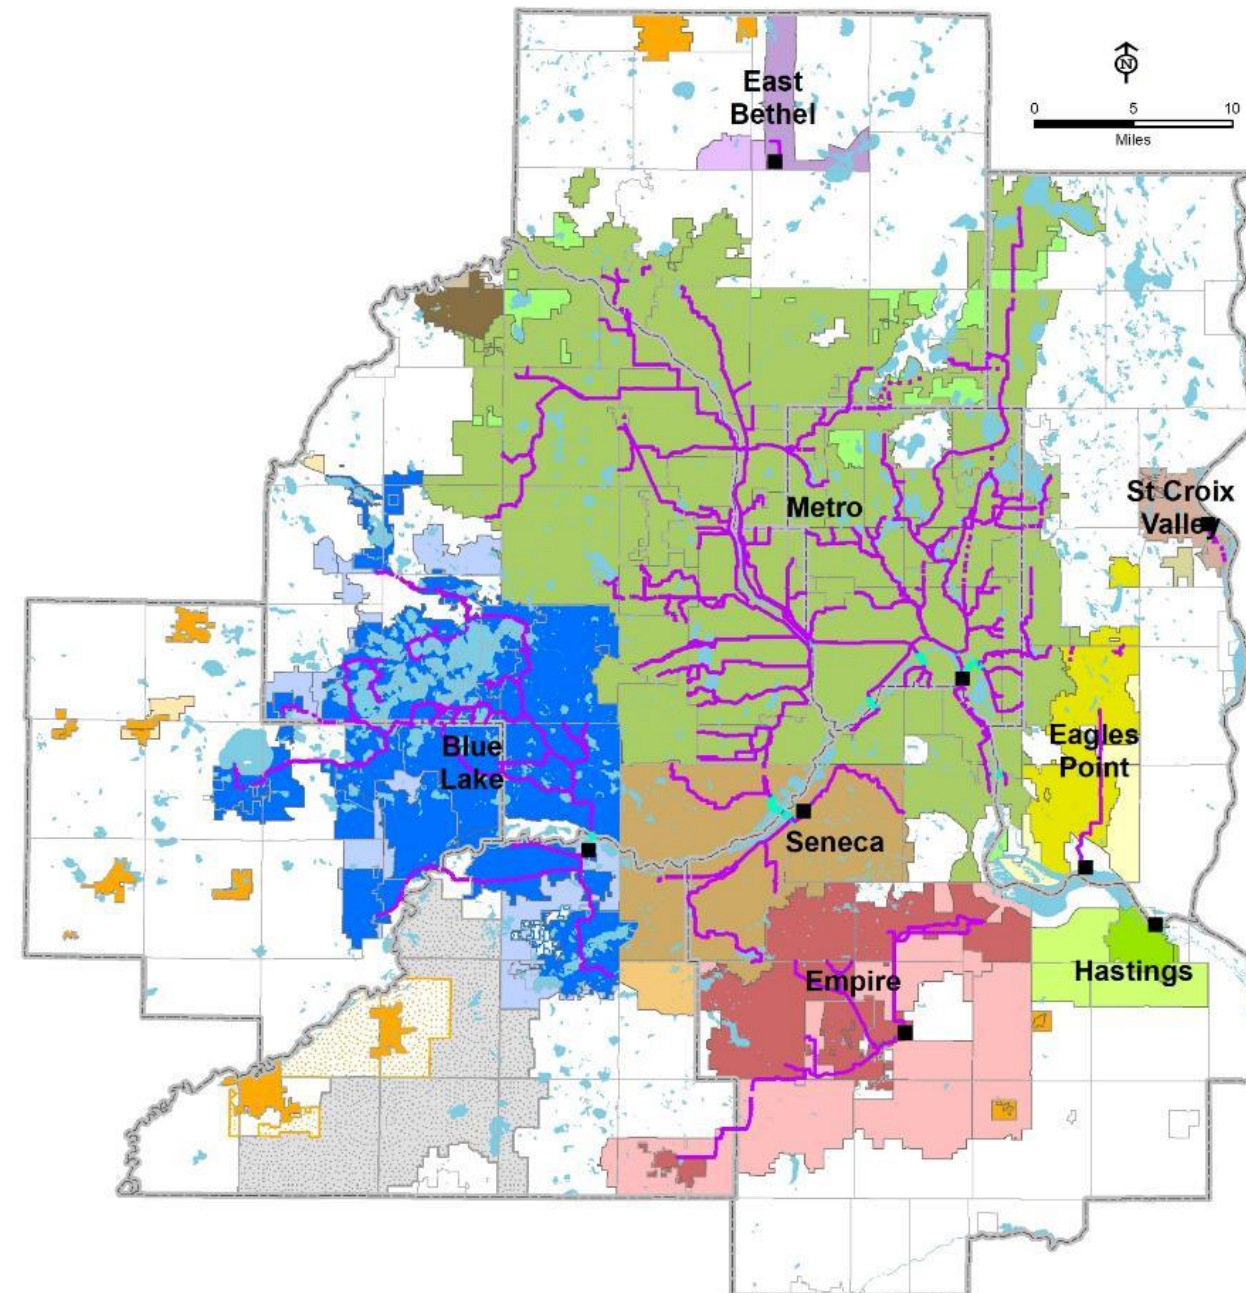 East
Bethel
N
0 5 10
Miles
Metro
St Croix
Valley
Eagles
Point
Blue
Lake
Seneca
Empire
Hastings